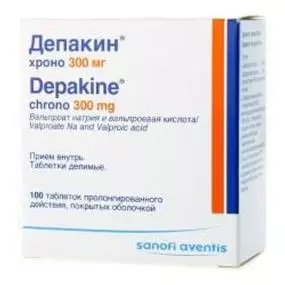 Депакин®
хроно 300 мг
Depakine®
chrono 300 mg
Вальпроат натрия и вальпроевая кислота/
Valproate Na and Valproic acid
Прием внутрь.
Таблетки делимые.
100 таблеток пролонгированного
действия, покрытых оболочкой
sanofi aventis